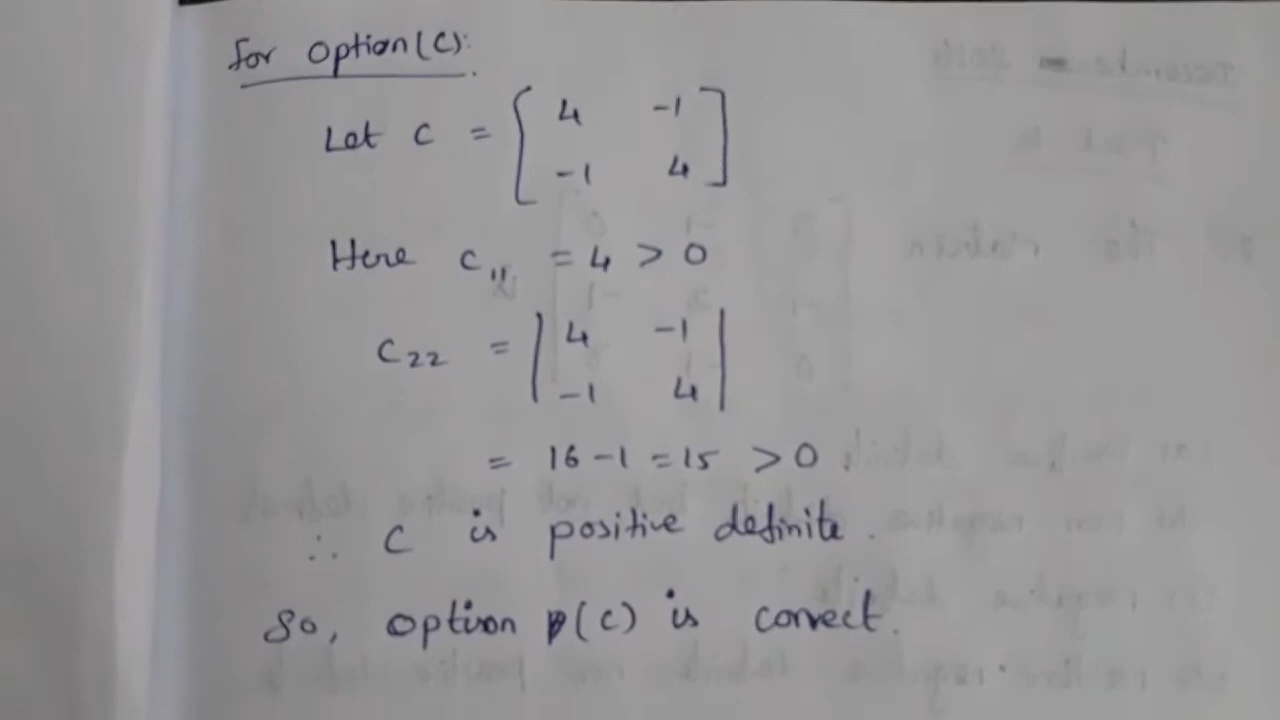 for option (C):
Let C = [ 4 -1
-1 4 ]
Here C11 = 4 > 0
C22 = | 4 -1
-1 4 |
= 16 - 1 = 15 > 0.
∴ C is positive definite.
So, option (C) is correct.